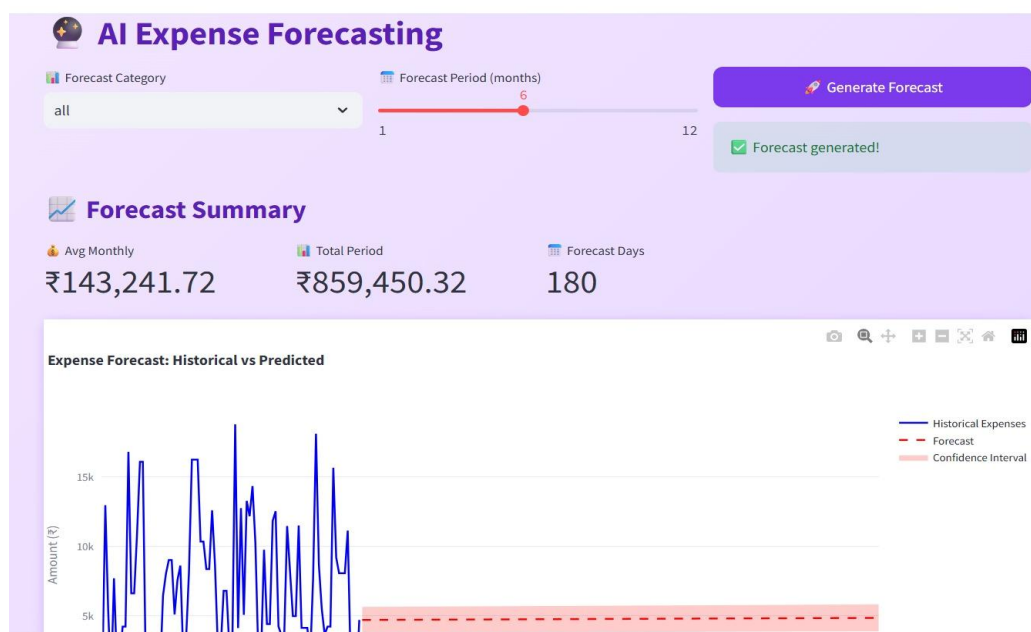 AI Expense Forecasting
Forecast Category
all
Forecast Period (months)
6
1
12
Generate Forecast
Forecast generated!
Forecast Summary
Avg Monthly
₹143,241.72
Total Period
₹859,450.32
Forecast Days
180
Expense Forecast: Historical vs Predicted
Historical Expenses
Forecast
Confidence Interval
Amount (₹)
15k
10k
5k